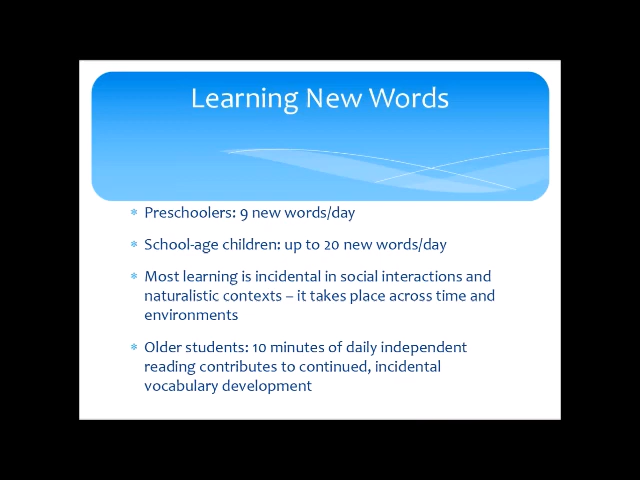 Learning New Words
* Preschoolers: 9 new words/day
* School-age children: up to 20 new words/day
* Most learning is incidental in social interactions and
naturalistic contexts – it takes place across time and
environments
* Older students: 10 minutes of daily independent
reading contributes to continued, incidental
vocabulary development